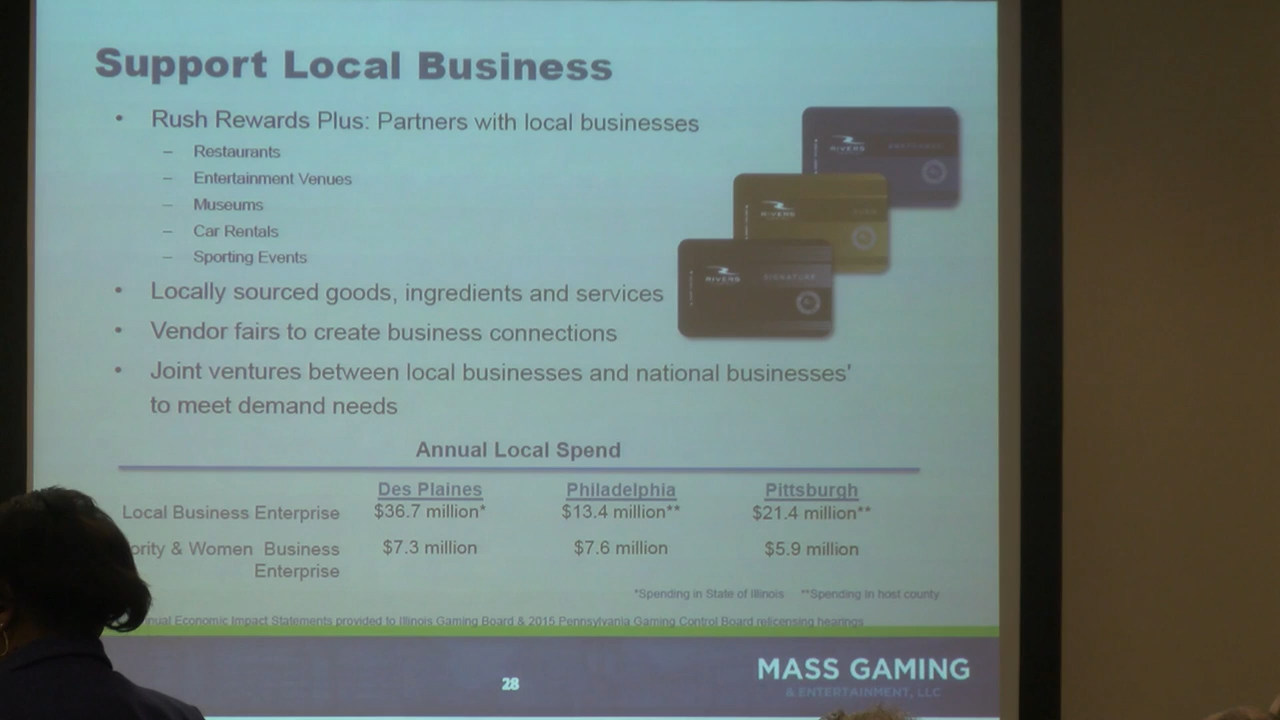 Support Local Business
• Rush Rewards Plus: Partners with local businesses
– Restaurants
– Entertainment Venues
– Museums
– Car Rentals
– Sporting Events
• Locally sourced goods, ingredients and services
• Vendor fairs to create business connections
• Joint ventures between local businesses and national businesses'
to meet demand needs
RIVERS
RIVERS
RIVERS SIGNATURE
Annual Local Spend
Des Plaines Philadelphia Pittsburgh
Local Business Enterprise $36.7 million* $13.4 million** $21.4 million**
ority & Women Business $7.3 million $7.6 million $5.9 million
Enterprise
*Spending in State of Illinois **Spending in host county
nual Economic Impact Statements provided to Illinois Gaming Board & 2015 Pennsylvania Gaming Control Board relicensing hearings
28
MASS GAMING
& ENTERTAINMENT, LLC